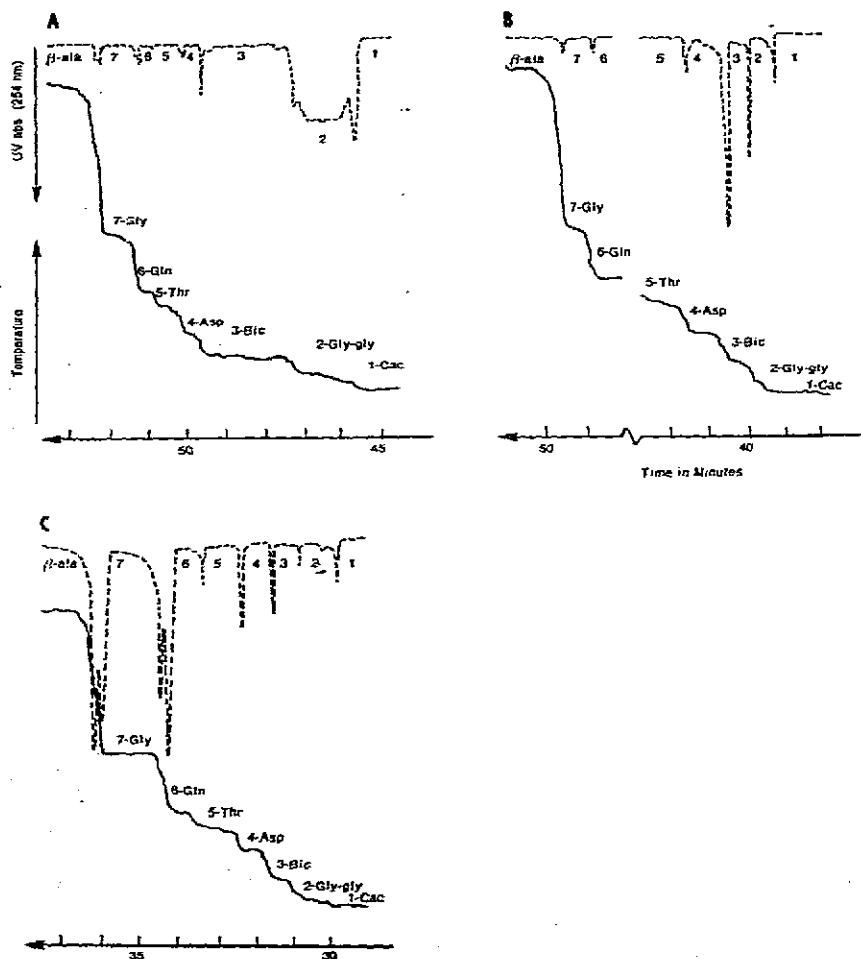 A
UV abs (254 nm)
Temperature
β-ala 7 6 5 4 3 2 1
7-Gly
6-Gln
5-Thr
4-Asp
3-Bic
2-Gly-gly
1-Cac
50 45
B
β-ala 7 6 5 4 3 2 1
7-Gly
6-Gln
5-Thr
4-Asp
3-Bic
2-Gly-gly
1-Cac
50 40
Time in Minutes
C
β-ala 7 6 5 4 3 2 1
7-Gly
6-Gln
5-Thr
4-Asp
3-Bic
2-Gly-gly
1-Cac
35 30